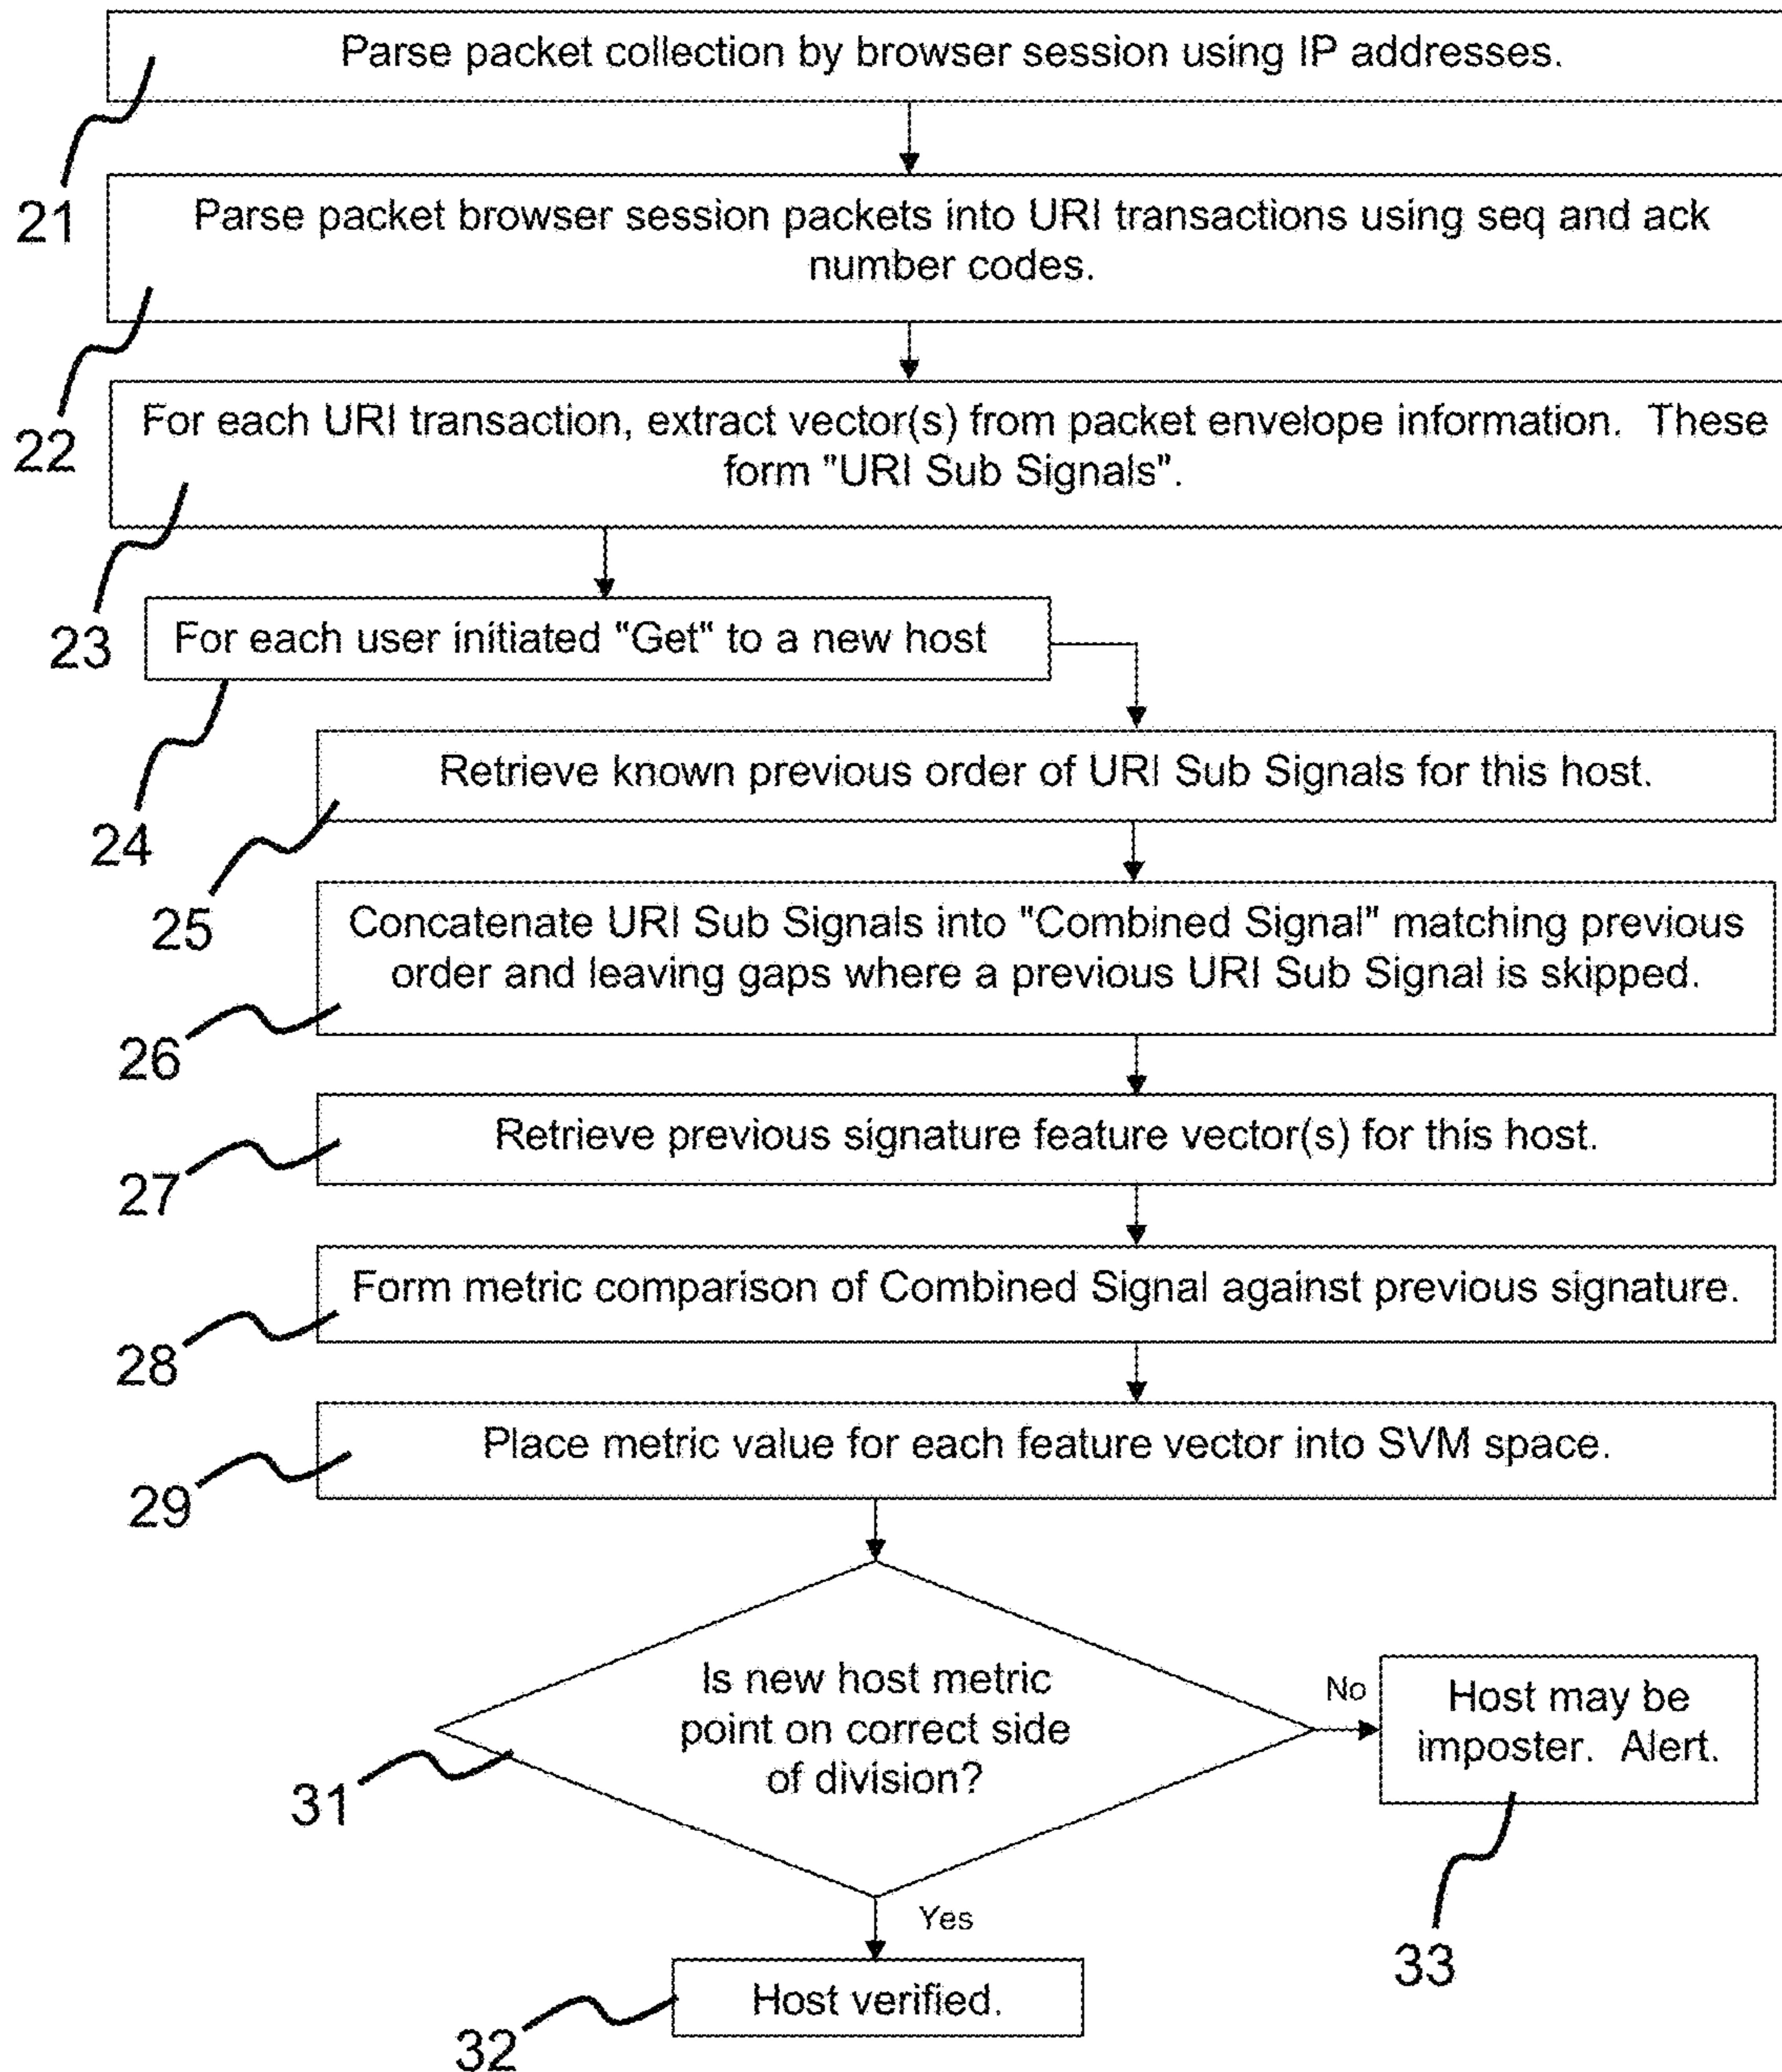 Parse packet collection by browser session using IP addresses.
21
Parse packet browser session packets into URI transactions using seq and ack
number codes.
22
For each URI transaction, extract vector(s) from packet envelope information. These
form "URI Sub Signals".
23
For each user initiated "Get" to a new host
24
Retrieve known previous order of URI Sub Signals for this host.
25
Concatenate URI Sub Signals into "Combined Signal" matching previous
order and leaving gaps where a previous URI Sub Signal is skipped.
26
Retrieve previous signature feature vector(s) for this host.
27
Form metric comparison of Combined Signal against previous signature.
28
Place metric value for each feature vector into SVM space.
29
Is new host metric
point on correct side
of division?
31
No
Host may be
imposter. Alert.
33
Yes
Host verified.
32